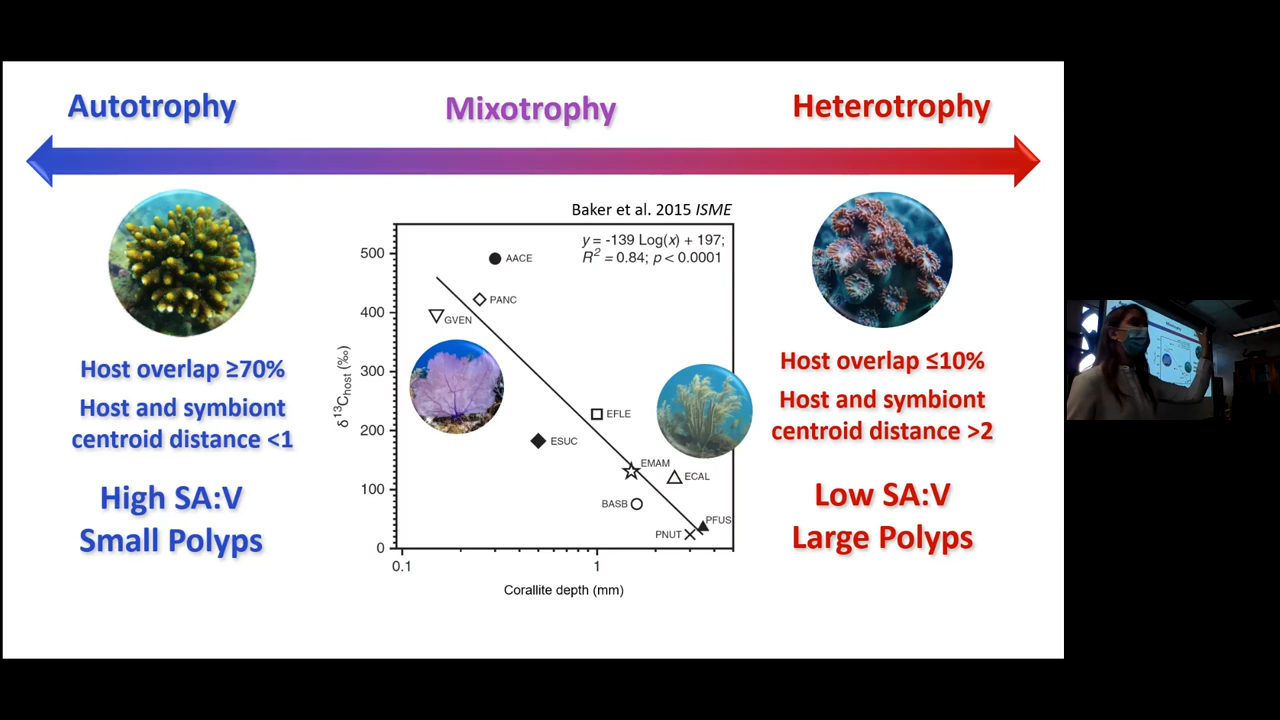 Autotrophy
Mixotrophy
Heterotrophy
Baker et al. 2015 ISME
y = -139 Log(x) + 197;
R² = 0.84; p < 0.0001
δ¹³C_host (‰)
500
400
300
200
100
0
0.1
1
Corallite depth (mm)
AACE
PANC
GVEN
EFLE
ESUC
EMAM
ECAL
BASB
PFUS
PNUT
Host overlap ≥70%
Host and symbiont
centroid distance <1
High SA:V
Small Polyps
Host overlap ≤10%
Host and symbiont
centroid distance >2
Low SA:V
Large Polyps